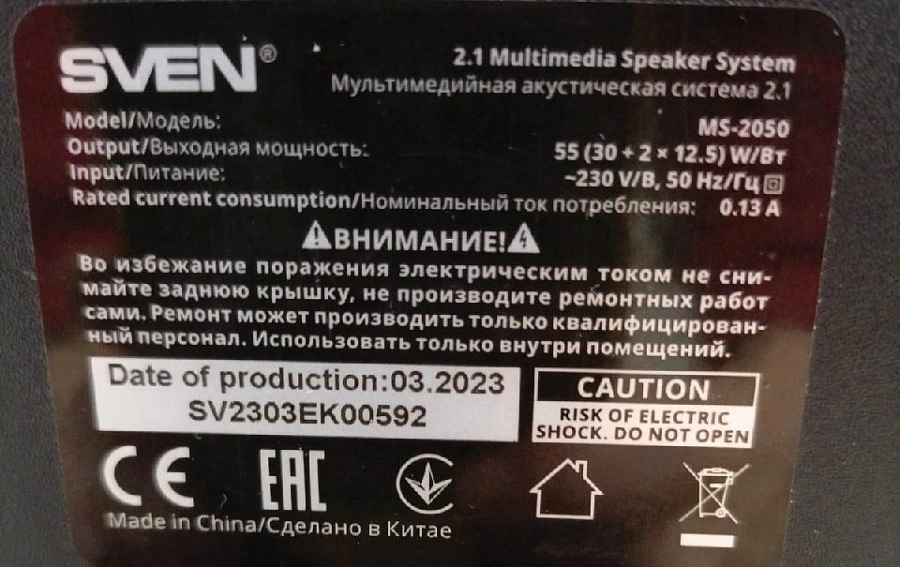 SVEN®
2.1 Multimedia Speaker System
Мультимедийная акустическая система 2.1
Model/Модель: MS-2050
Output/Выходная мощность: 55 (30 + 2 × 12.5) W/Вт
Input/Питание: ~230 V/В, 50 Hz/Гц
Rated current consumption/Номинальный ток потребления: 0.13 A
ВНИМАНИЕ!
Во избежание поражения электрическим током не сни-
майте заднюю крышку, не производите ремонтных работ
сами. Ремонт может производить только квалифицирован-
ный персонал. Использовать только внутри помещений.
Date of production:03.2023
SV2303EK00592
CAUTION
RISK OF ELECTRIC
SHOCK. DO NOT OPEN
CE EAC
Made in China/Сделано в Китае